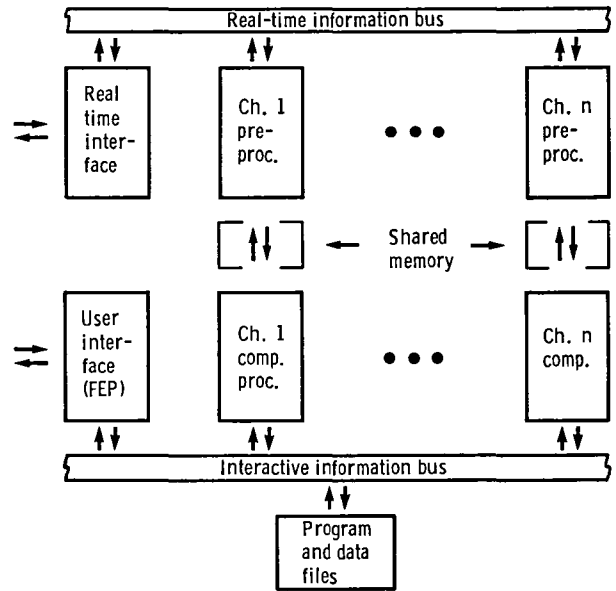 Real-time information bus
Real
time
inter-
face
Ch. 1
pre-
proc.
Ch. n
pre-
proc.
Shared
memory
User
inter-
face
(FEP)
Ch. 1
comp.
proc.
Ch. n
comp.
Interactive information bus
Program
and data
files